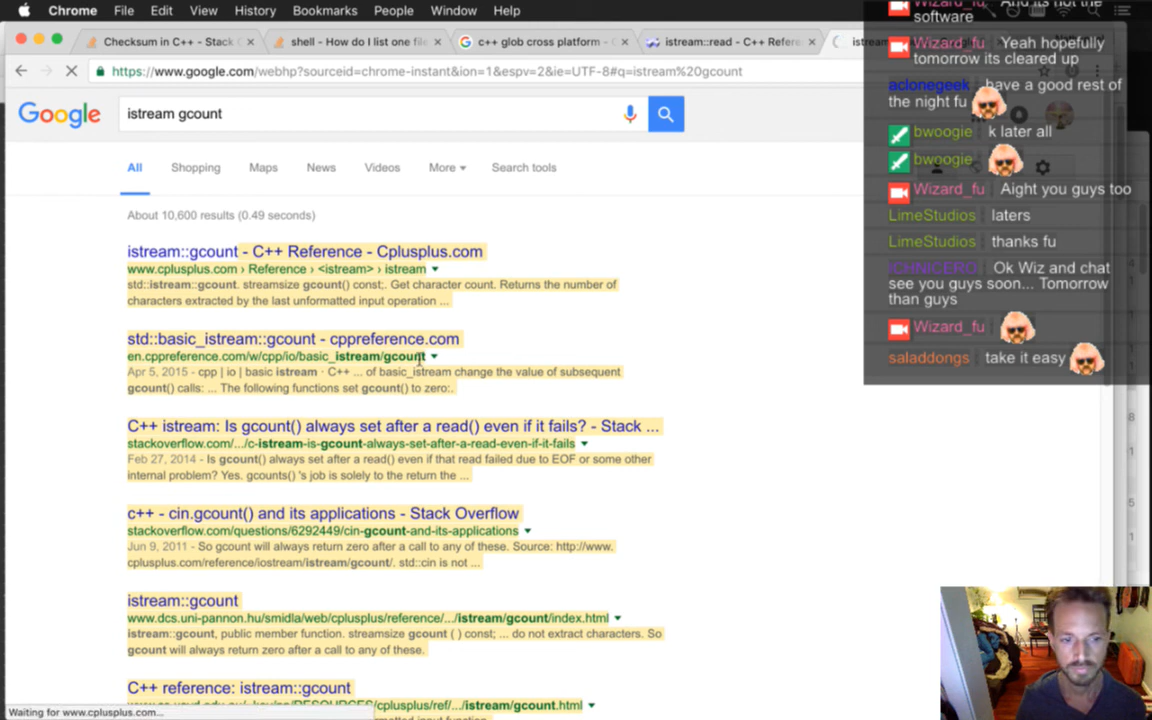 Chrome File Edit View History Bookmarks People Window Help
Checksum in C++ - Stack
shell - How do I list one file
c++ glob cross platform -
istream::read - C++ Refere
https://www.google.com/webhp?sourceid=chrome-instant&ion=1&espv=2&ie=UTF-8#q=istream%20gcount
Google
istream gcount
All Shopping Maps News Videos More Search tools
About 10,600 results (0.49 seconds)
istream::gcount - C++ Reference - Cplusplus.com
www.cplusplus.com › Reference › <istream> › istream
std::istream::gcount. streamsize gcount() const;. Get character count. Returns the number of
characters extracted by the last unformatted input operation ...
std::basic_istream::gcount - cppreference.com
en.cppreference.com/w/cpp/io/basic_istream/gcount
Apr 5, 2015 - cpp | io | basic istream · C++ ... of basic_istream change the value of subsequent
gcount() calls: ... The following functions set gcount() to zero:.
C++ istream: Is gcount() always set after a read() even if it fails? - Stack ...
stackoverflow.com/.../c-istream-is-gcount-always-set-after-a-read-even-if-it-fails
Feb 27, 2014 - Is gcount() always set after a read() even if that read failed due to EOF or some other
internal problem? Yes. gcounts() 's job is solely to the return the ...
c++ - cin.gcount() and its applications - Stack Overflow
stackoverflow.com/questions/6292449/cin-gcount-and-its-applications
Jun 9, 2011 - So gcount will always return zero after a call to any of these. Source: http://www.
cplusplus.com/reference/iostream/istream/gcount/. std::cin is not ...
istream::gcount
www.dcs.uni-pannon.hu/smidla/web/cplusplus/reference/.../istream/gcount/index.html
istream::gcount, public member function. streamsize gcount ( ) const; ... do not extract characters. So
gcount will always return zero after a call to any of these.
C++ reference: istream::gcount
Waiting for www.cplusplus.com...
Wizard_fu And its not the
software
Wizard_fu Yeah hopefully
tomorrow its cleared up
aclonegeek have a good rest of
the night fu
bwoogie k later all
bwoogie
Wizard_fu Aight you guys too
LimeStudios laters
LimeStudios thanks fu
ICHNICERO Ok Wiz and chat
see you guys soon... Tomorrow
than guys
Wizard_fu
saladdongs take it easy